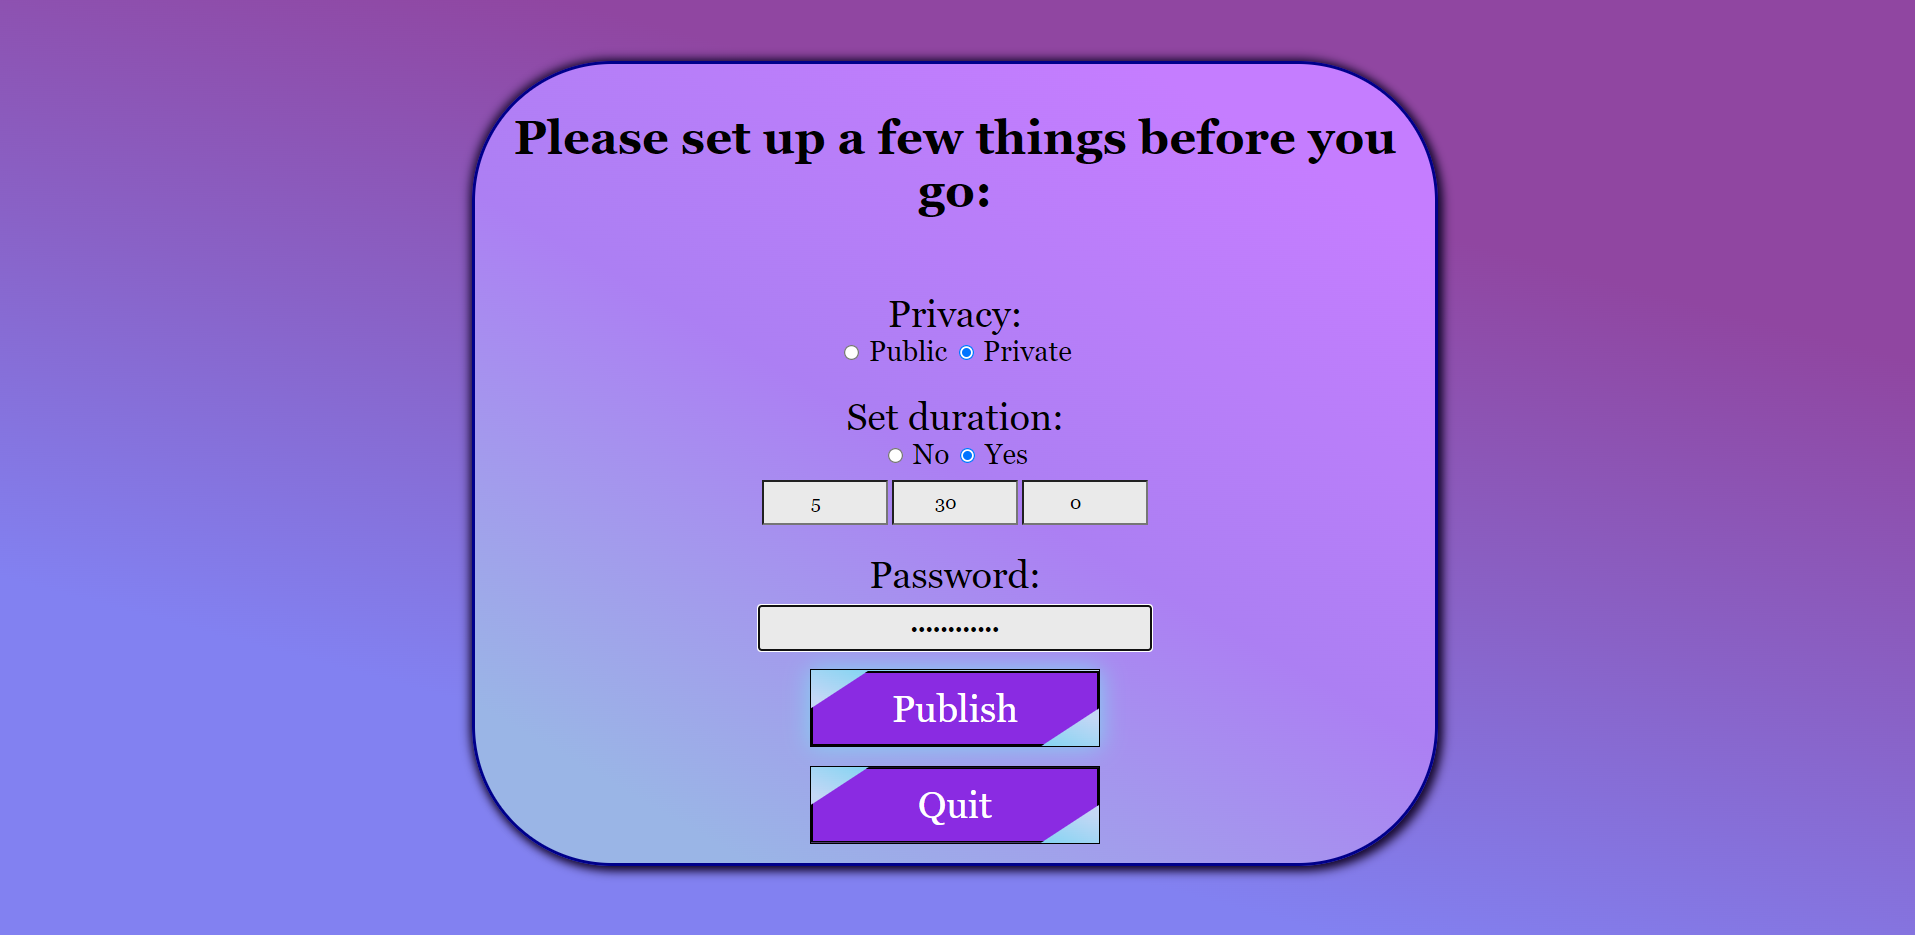 Please set up a few things before you
go:
Privacy:
Public Private
Set duration:
No Yes
5 30 0
Password:
••••••••••••
Publish
Quit